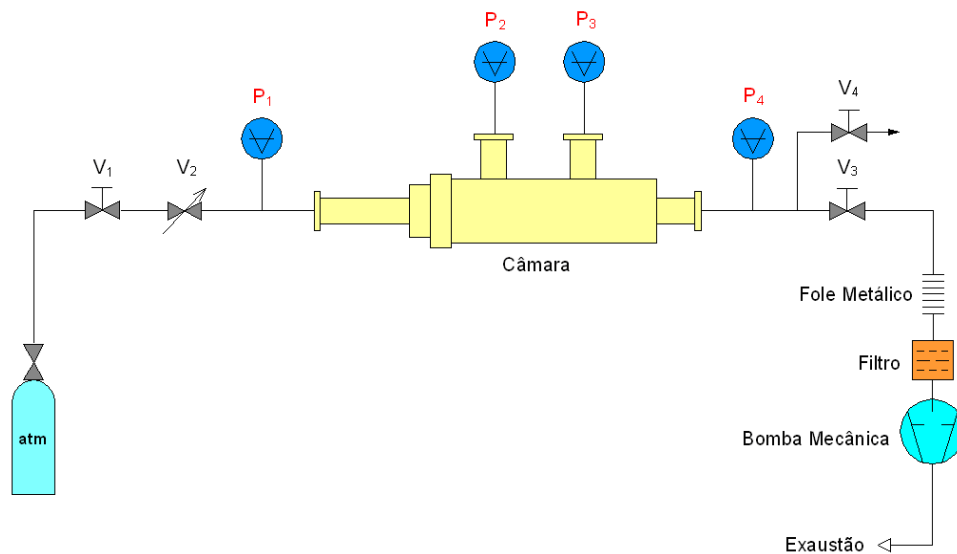 P₂
P₃
P₁
P₄
V₄
V₁
V₂
V₃
Câmara
Fole Metálico
Filtro
atm
Bomba Mecânica
Exaustão